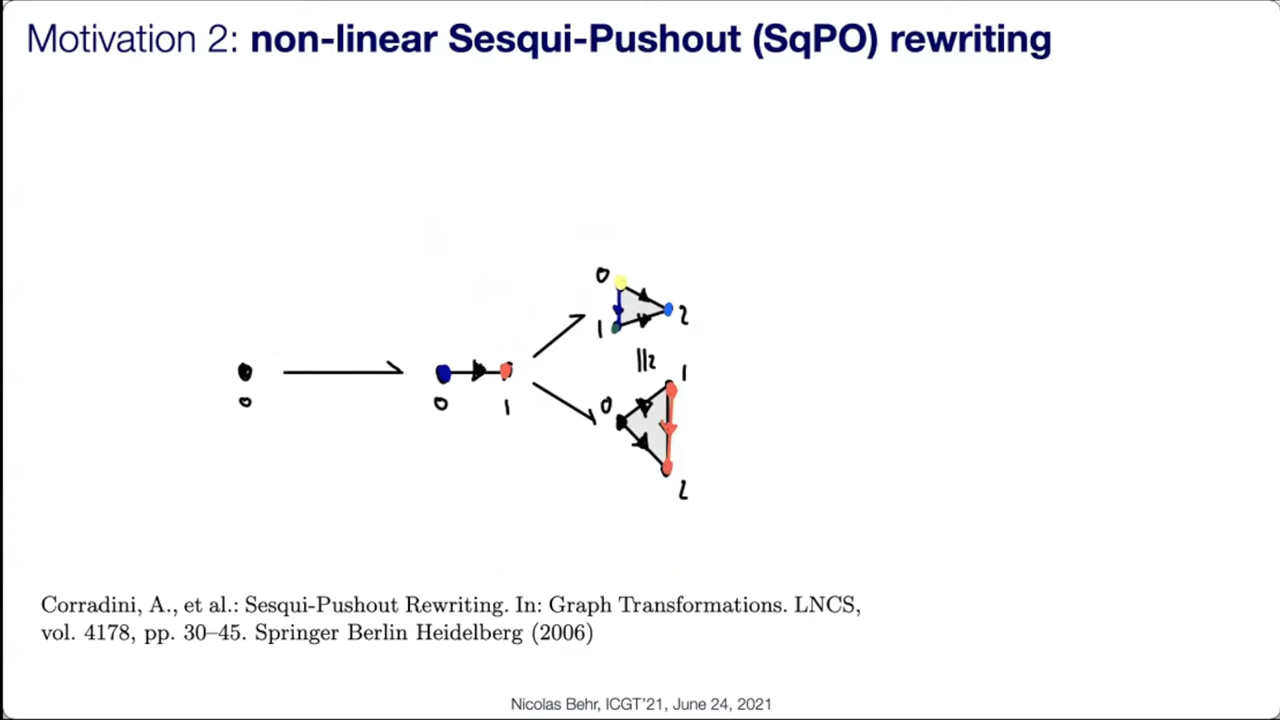 Motivation 2: non-linear Sesqui-Pushout (SqPO) rewriting
0
1 2
1
0
0 0 1
2
Corradini, A., et al.: Sesqui-Pushout Rewriting. In: Graph Transformations. LNCS,
vol. 4178, pp. 30–45. Springer Berlin Heidelberg (2006)
Nicolas Behr, ICGT'21, June 24, 2021